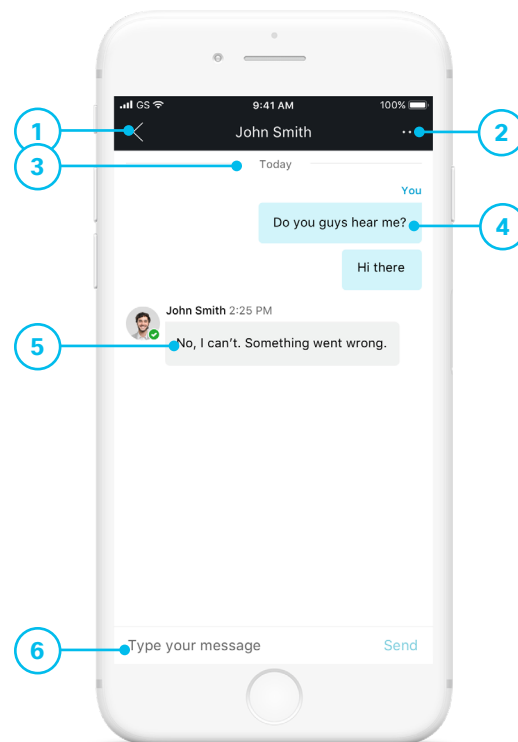 GS 9:41 AM 100%
1 John Smith 2
3 Today
You
Do you guys hear me? 4
Hi there
John Smith 2:25 PM
5 No, I can't. Something went wrong.
6 Type your message Send